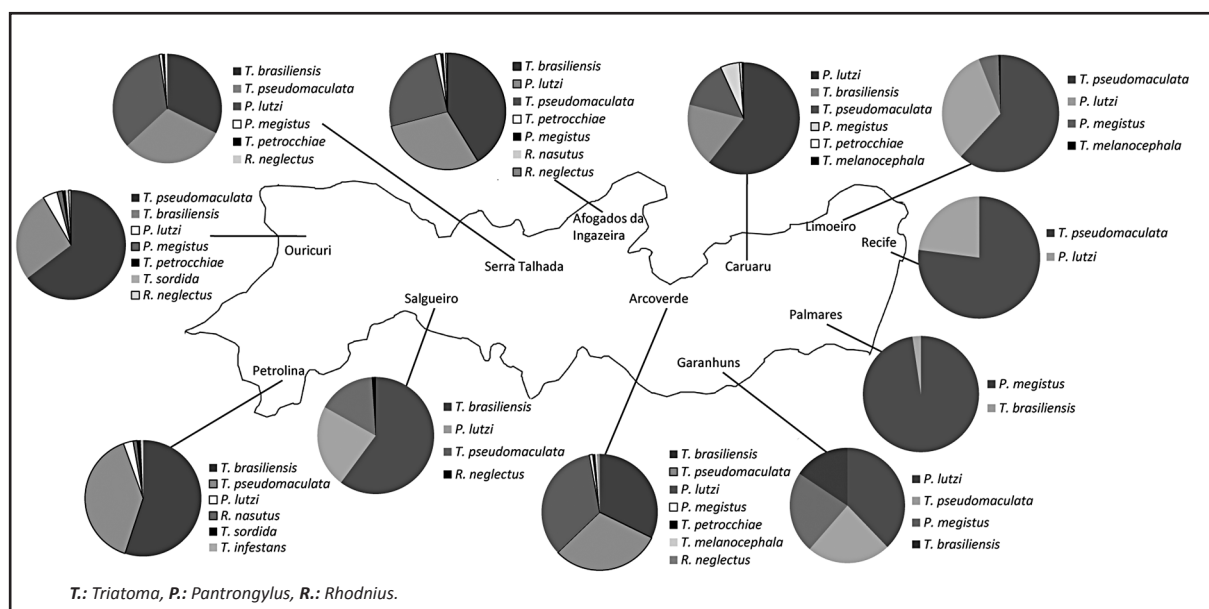 T. brasiliensis
T. pseudomaculata
P. lutzi
P. megistus
T. petrocchiae
R. neglectus
T. brasiliensis
P. lutzi
T. pseudomaculata
T. petrocchiae
P. megistus
R. nasutus
R. neglectus
P. lutzi
T. brasiliensis
T. pseudomaculata
P. megistus
T. petrocchiae
T. melanocephala
T. pseudomaculata
P. lutzi
P. megistus
T. melanocephala
T. pseudomaculata
T. brasiliensis
P. lutzi
P. megistus
T. petrocchiae
T. sordida
R. neglectus
Ouricuri
Serra Talhada
Afogados da
Ingazeira
Caruaru
Limoeiro
Recife
T. pseudomaculata
P. lutzi
Salgueiro
Arcoverde
Palmares
Petrolina
Garanhuns
P. megistus
T. brasiliensis
T. brasiliensis
P. lutzi
T. pseudomaculata
R. neglectus
T. brasiliensis
T. pseudomaculata
P. lutzi
R. nasutus
T. sordida
T. infestans
T. brasiliensis
T. pseudomaculata
P. lutzi
P. megistus
T. petrocchiae
T. melanocephala
R. neglectus
P. lutzi
T. pseudomaculata
P. megistus
T. brasiliensis
T.: Triatoma, P.: Pantrongylus, R.: Rhodnius.